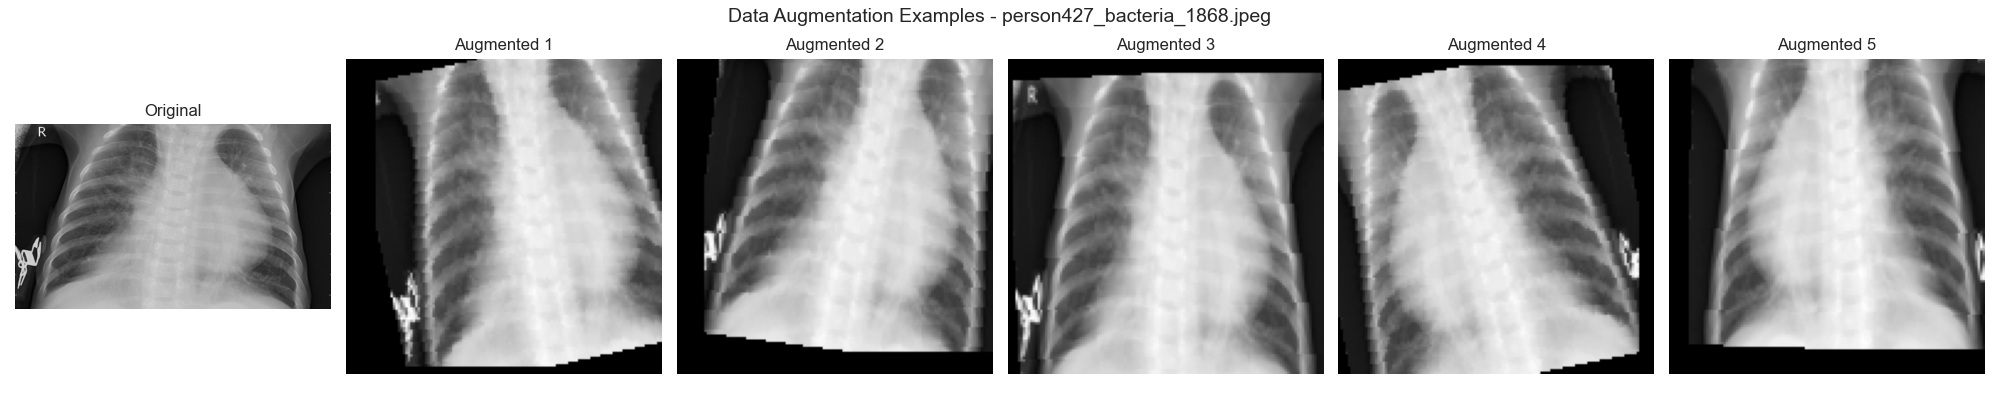 Data Augmentation Examples - person427_bacteria_1868.jpeg
Original
Augmented 1
Augmented 2
Augmented 3
Augmented 4
Augmented 5
R
R